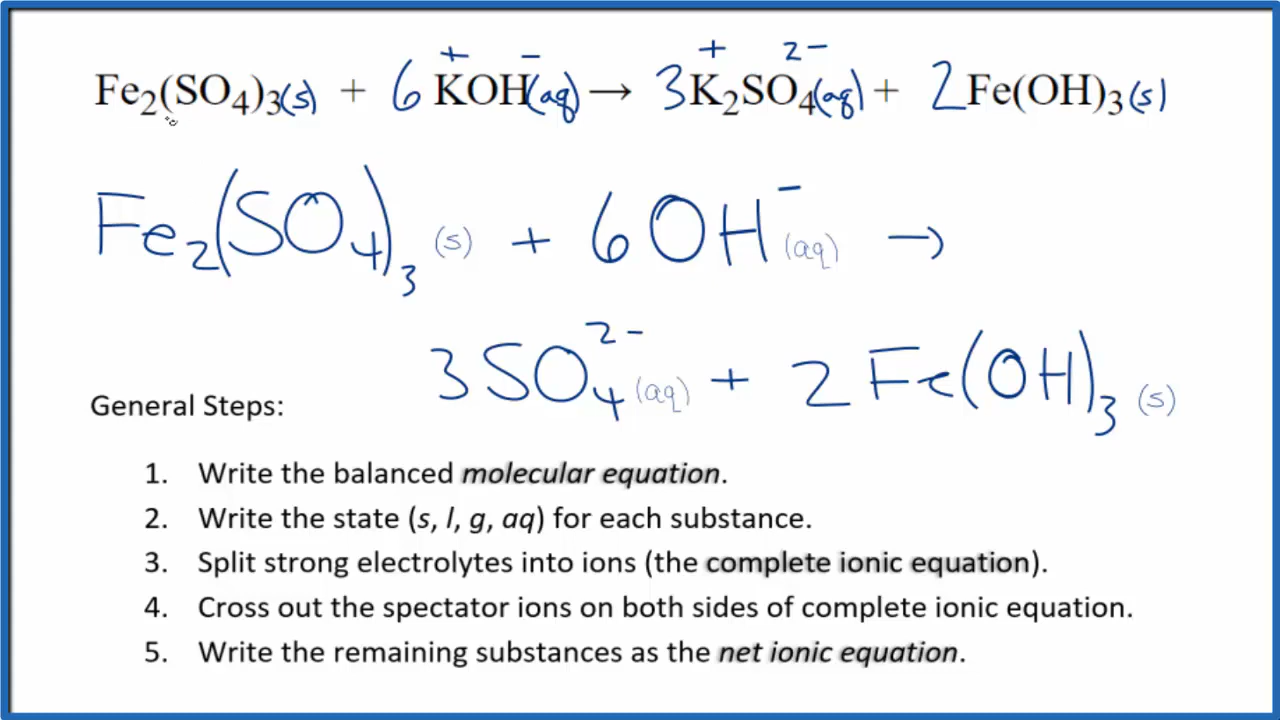 Fe₂(SO₄)₃(s) + 6 KOH(aq) → 3K₂SO₄(aq) + 2Fe(OH)₃(s)
+ − + 2−
Fe₂(SO₄)₃ (s) + 6OH⁻ (aq) →
3SO₄²⁻ (aq) + 2Fe(OH)₃ (s)
General Steps:
1. Write the balanced molecular equation.
2. Write the state (s, l, g, aq) for each substance.
3. Split strong electrolytes into ions (the complete ionic equation).
4. Cross out the spectator ions on both sides of complete ionic equation.
5. Write the remaining substances as the net ionic equation.